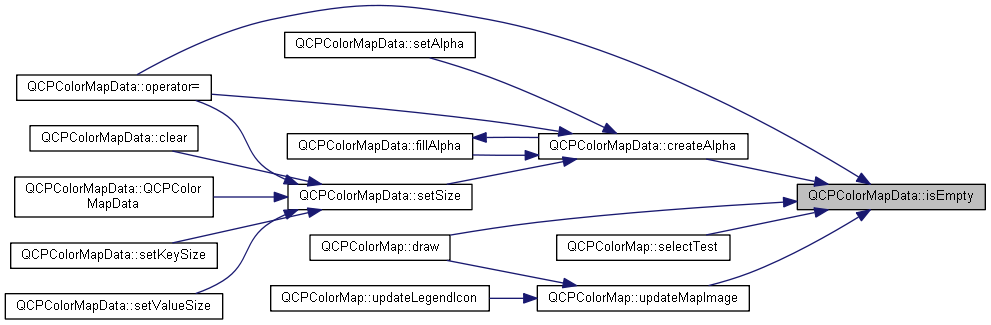 QCPColorMapData::setAlpha
QCPColorMapData::operator=
QCPColorMapData::clear
QCPColorMapData::fillAlpha
QCPColorMapData::createAlpha
QCPColorMapData::QCPColor
MapData
QCPColorMapData::setSize
QCPColorMapData::isEmpty
QCPColorMapData::setKeySize
QCPColorMap::draw
QCPColorMap::selectTest
QCPColorMapData::setValueSize
QCPColorMap::updateLegendIcon
QCPColorMap::updateMapImage